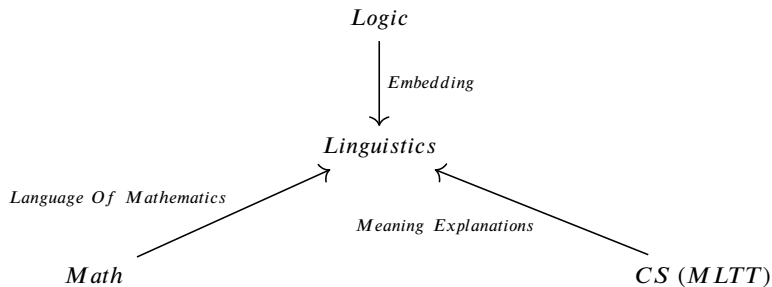 Logic
Embedding
Linguistics
Language Of Mathematics
Meaning Explanations
Math
CS (MLTT)